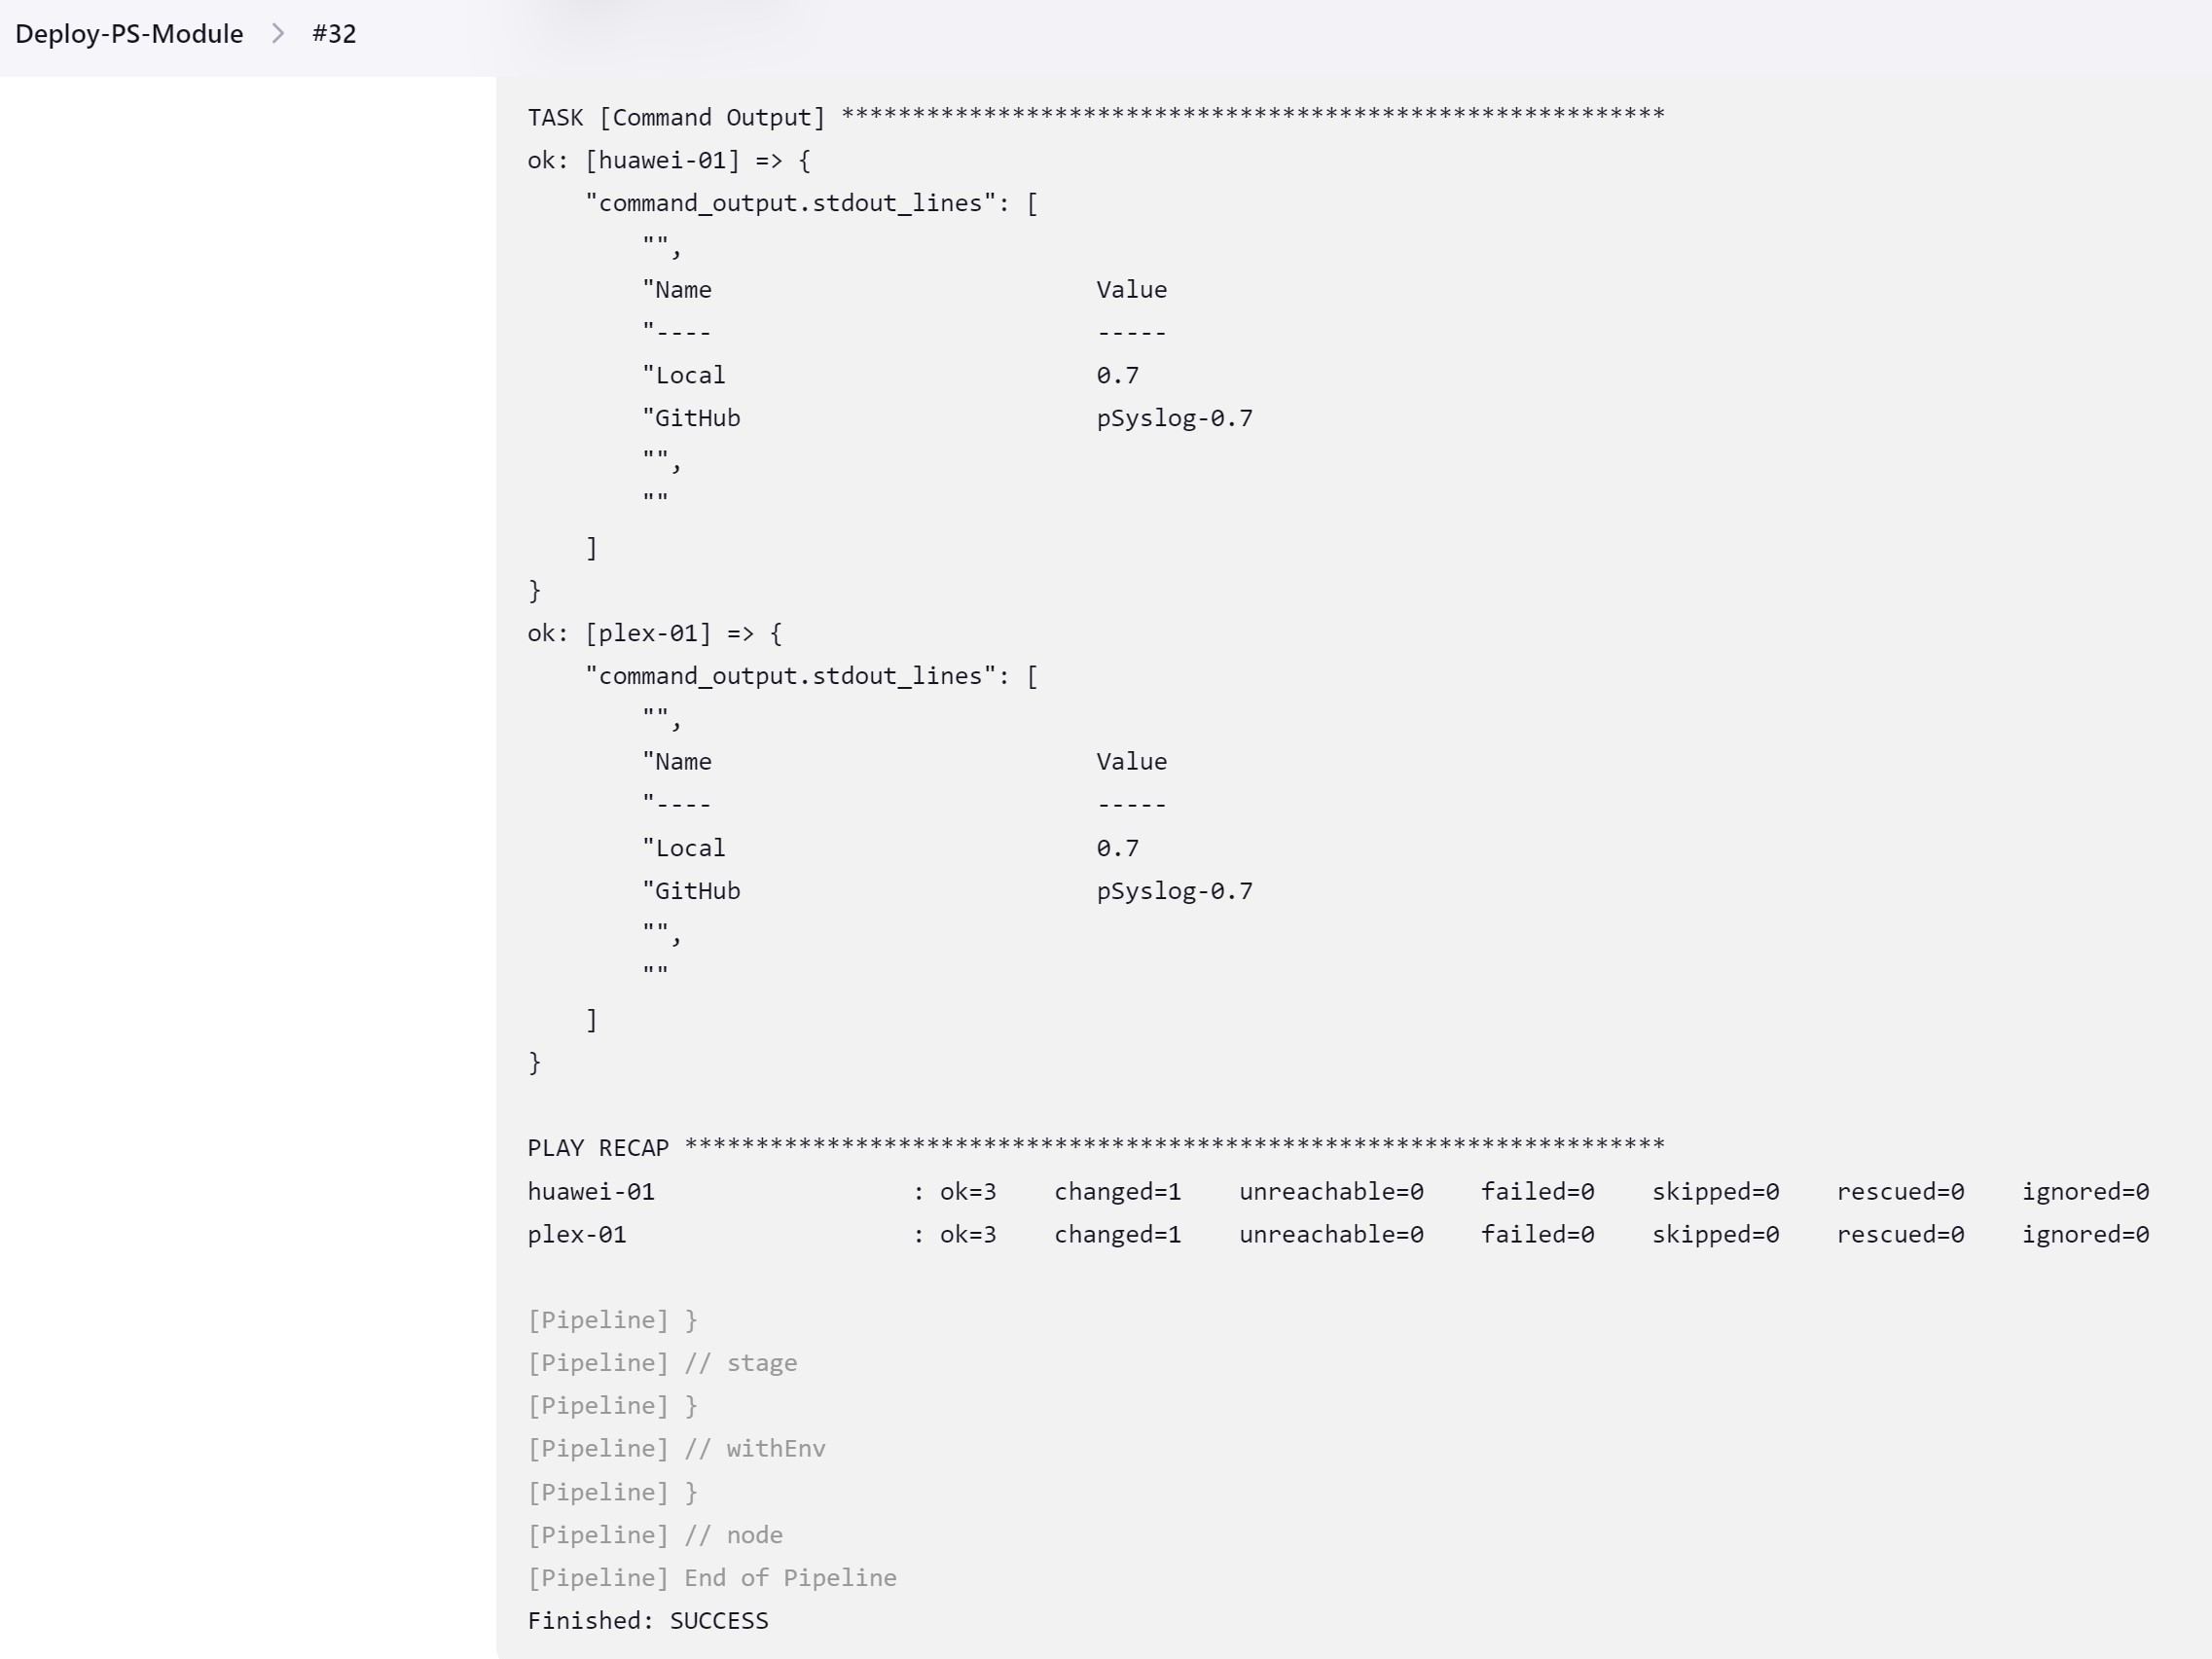 Deploy-PS-Module > #32
TASK [Command Output] **********************************************************
ok: [huawei-01] => {
    "command_output.stdout_lines": [
        "",
        "Name                           Value
        "----                           -----
        "Local                          0.7
        "GitHub                         pSyslog-0.7
        "",
        ""
    ]
}
ok: [plex-01] => {
    "command_output.stdout_lines": [
        "",
        "Name                           Value
        "----                           -----
        "Local                          0.7
        "GitHub                         pSyslog-0.7
        "",
        ""
    ]
}
PLAY RECAP *********************************************************************
huawei-01                  : ok=3    changed=1    unreachable=0    failed=0    skipped=0    rescued=0    ignored=0
plex-01                    : ok=3    changed=1    unreachable=0    failed=0    skipped=0    rescued=0    ignored=0
[Pipeline] }
[Pipeline] // stage
[Pipeline] }
[Pipeline] // withEnv
[Pipeline] }
[Pipeline] // node
[Pipeline] End of Pipeline
Finished: SUCCESS